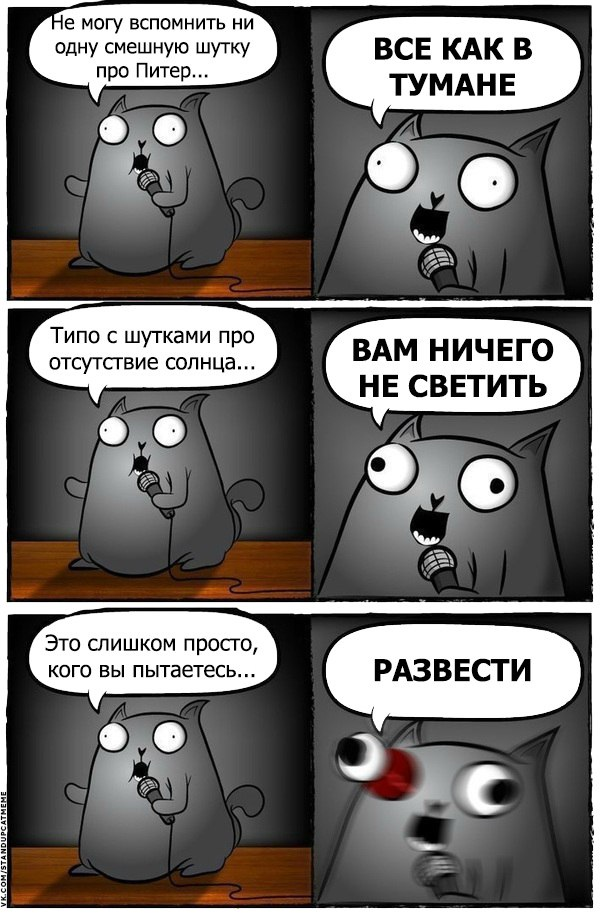 Не могу вспомнить ни
одну смешную шутку
про Питер...
ВСЕ КАК В
ТУМАНЕ
Типо с шутками про
отсутствие солнца...
ВАМ НИЧЕГО
НЕ СВЕТИТЬ
Это слишком просто,
кого вы пытаетесь...
РАЗВЕСТИ
VK.COM/STANDUPCATMEME